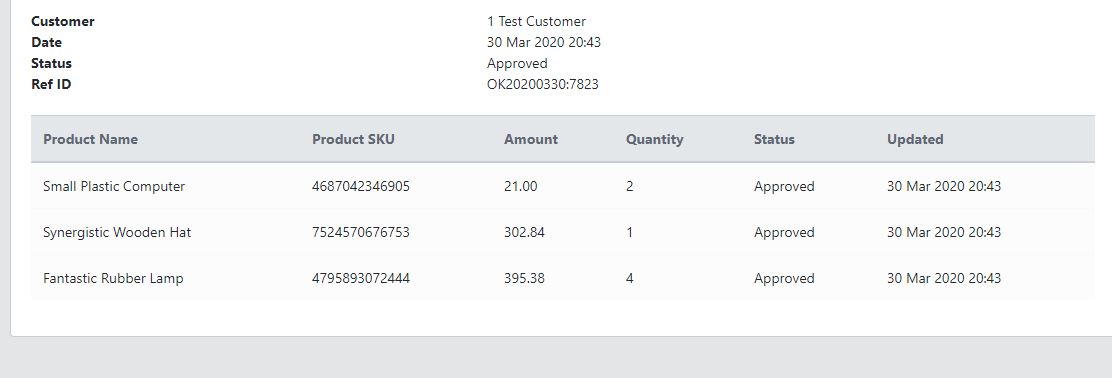 Customer 1 Test Customer
Date 30 Mar 2020 20:43
Status Approved
Ref ID OK20200330:7823
Product Name Product SKU Amount Quantity Status Updated
Small Plastic Computer 4687042346905 21.00 2 Approved 30 Mar 2020 20:43
Synergistic Wooden Hat 7524570676753 302.84 1 Approved 30 Mar 2020 20:43
Fantastic Rubber Lamp 4795893072444 395.38 4 Approved 30 Mar 2020 20:43